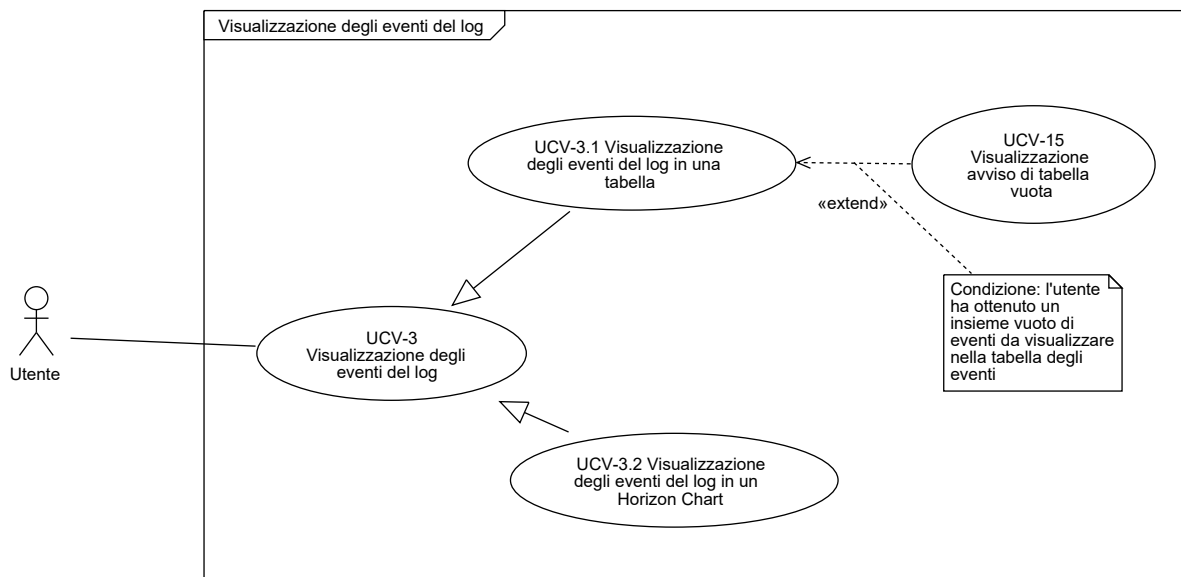 Visualizzazione degli eventi del log
UCV-3.1 Visualizzazione
degli eventi del log in una
tabella
UCV-15
Visualizzazione
avviso di tabella
vuota
«extend»
Condizione: l'utente
ha ottenuto un
insieme vuoto di
eventi da visualizzare
nella tabella degli
eventi
Utente
UCV-3
Visualizzazione degli
eventi del log
UCV-3.2 Visualizzazione
degli eventi del log in un
Horizon Chart